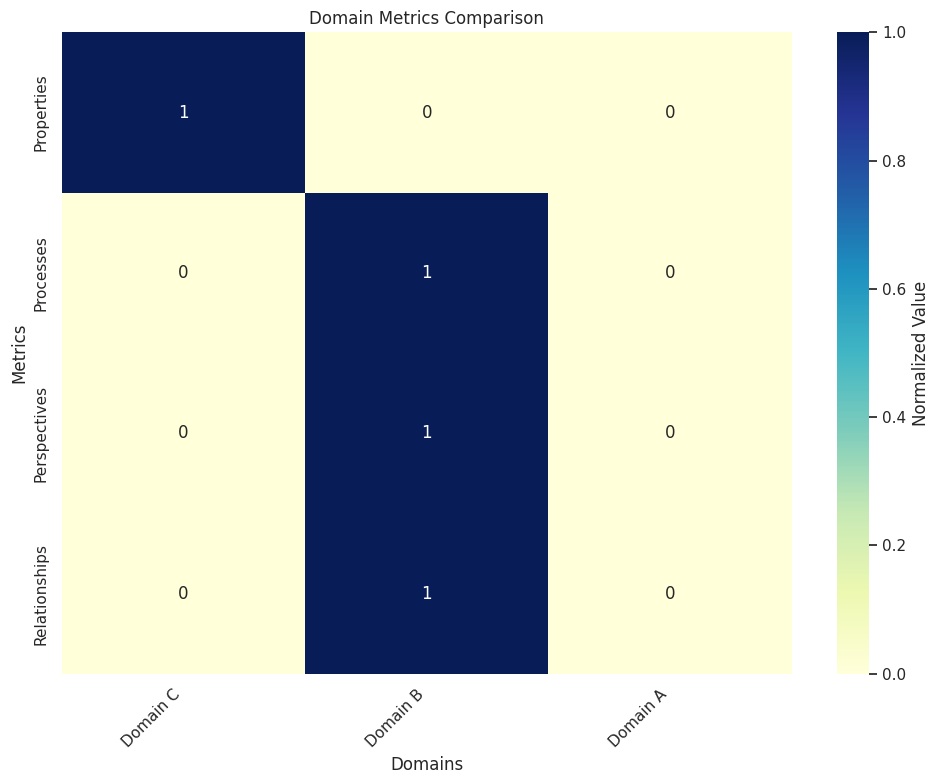 Domain Metrics Comparison
Metrics
Properties
1 0 0
Processes
0 1 0
Perspectives
0 1 0
Relationships
0 1 0
Domain C
Domain B
Domain A
Domains
1.0
0.8
0.6
0.4
0.2
0.0
Normalized Value